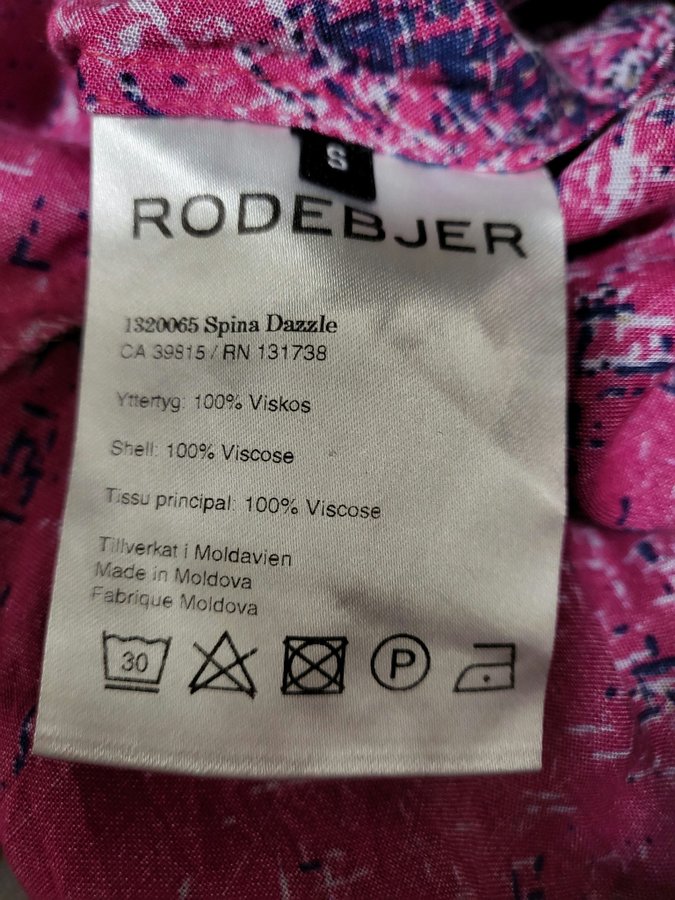 S
RODEBJER
1320065 Spina Dazzle
CA 39815 / RN 131738
Yttertyg: 100% Viskos
Shell: 100% Viscose
Tissu principal: 100% Viscose
Tillverkat i Moldavien
Made in Moldova
Fabrique Moldova
30
P